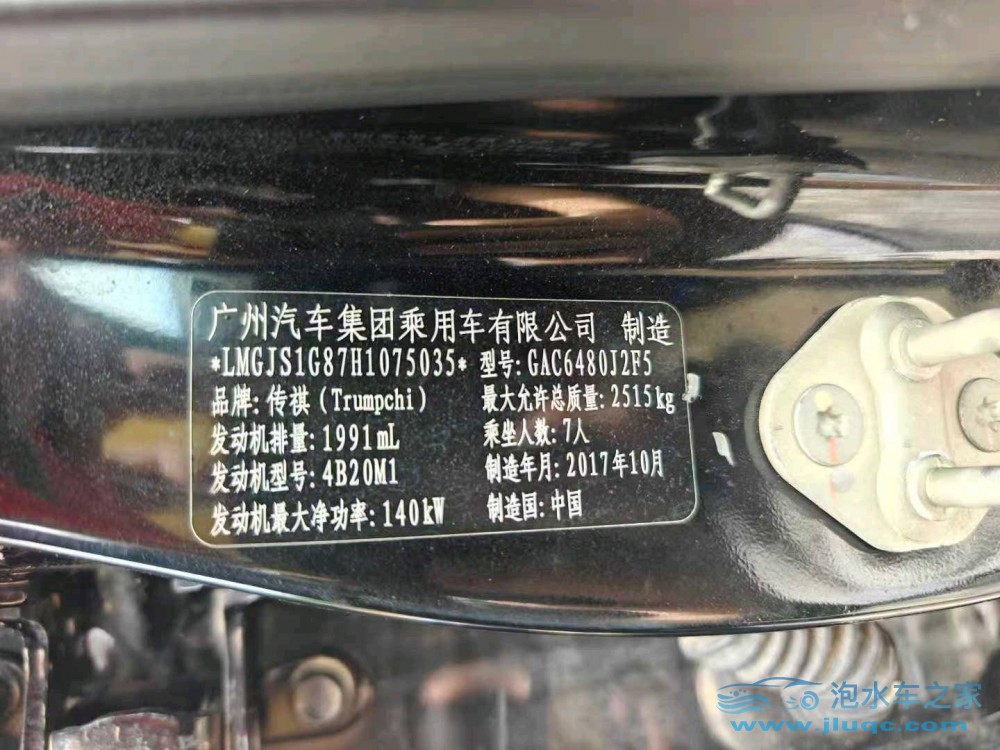 广州汽车集团乘用车有限公司 制造
*LMGJS1G87H1075035* 型号: GAC6480J2F5
品牌: 传祺 (Trumpchi) 最大允许总质量: 2515kg
发动机排量: 1991mL 乘坐人数: 7人
发动机型号: 4B20M1 制造年月: 2017年10月
发动机最大净功率: 140kW 制造国: 中国
泡水车之家
www.jluqc.com